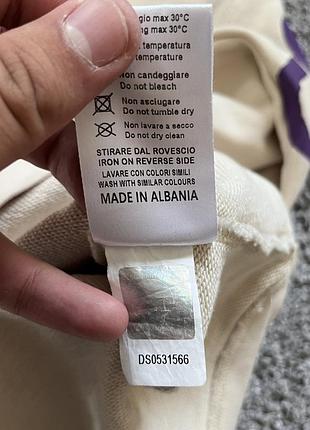 max 30°C
max 30°C
temperatura
temperature
Non candeggiare
Do not bleach
Non asciugare
Do not tumble dry
Non lavare a secco
Do not dry clean
STIRARE DAL ROVESCIO
IRON ON REVERSE SIDE
LAVARE CON COLORI SIMILI
WASH WITH SIMILAR COLOURS
MADE IN ALBANIA
DS0531566